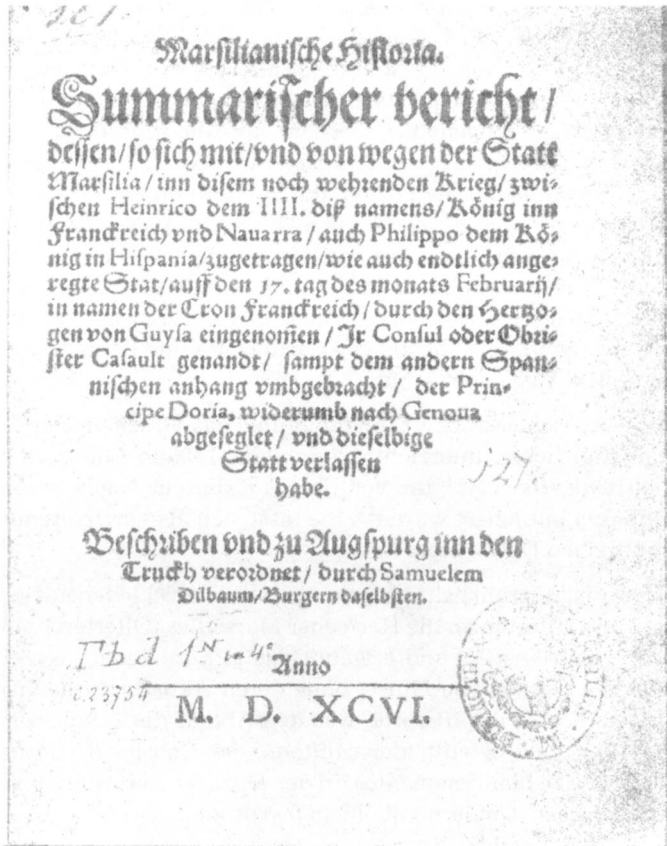 Marsilianische Historia.
Summarischer bericht /
dessen / so sich mit / vnd von wegen der Statt
Marsilia / inn disem noch wehrenden Krieg / zwi-
schen Heinrico dem IIII. diß namens / König inn
Franckreich vnd Nauarra / auch Philippo dem Kö-
nig in Hispania / zugetragen / wie auch endtlich ange-
regte Stat / auff den 17. tag des monats Februarij /
in namen der Cron Franckreich / durch den Hertzo-
gen von Guysa eingenom̃en / Jr Consul oder Obri-
ster Casault genandt / sampt dem andern Span-
nischen anhang vmbgebracht / der Prin-
cipe Doria, widerumb nach Genoua
abgeseglet / vnd dieselbige
Statt verlassen
habe.
j27.
Beschriben vnd zu Augspurg inn den
Truckh verordnet / durch Samuelem
Dilbaum / Burgern daselbsten.
in 4°
Anno
M. D. XCVI.